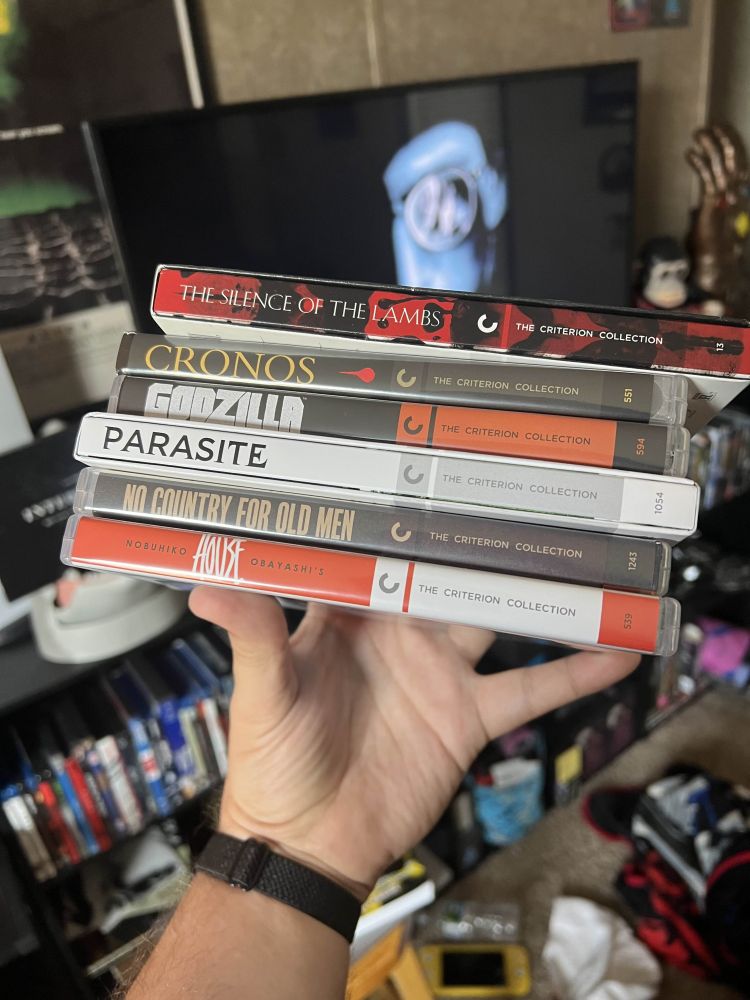 THE SILENCE OF THE LAMBS THE CRITERION COLLECTION 13
CRONOS THE CRITERION COLLECTION 551
GODZILLA THE CRITERION COLLECTION 594
PARASITE THE CRITERION COLLECTION 1054
NO COUNTRY FOR OLD MEN THE CRITERION COLLECTION 1243
NOBUHIKO HOUSE OBAYASHI'S THE CRITERION COLLECTION 539